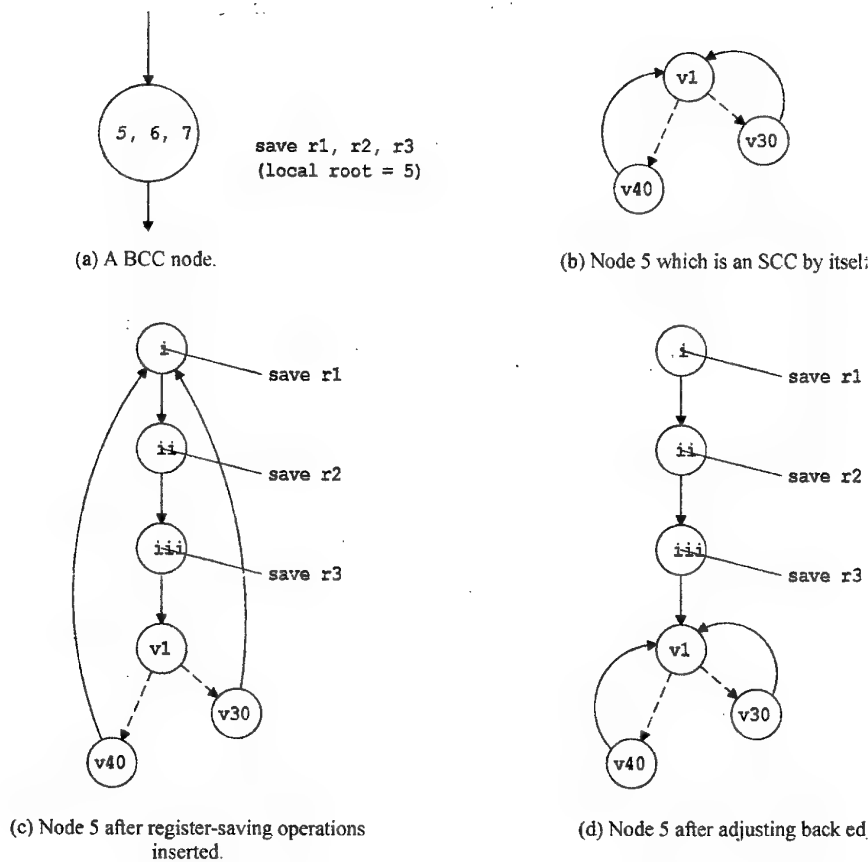 5, 6, 7
save r1, r2, r3
(local root = 5)
(a) A BCC node.
v1
v30
v40
(b) Node 5 which is an SCC by itself
i
save r1
ii
save r2
iii
save r3
v1
v30
v40
(c) Node 5 after register-saving operations
inserted.
i
save r1
ii
save r2
iii
save r3
v1
v30
v40
(d) Node 5 after adjusting back ed